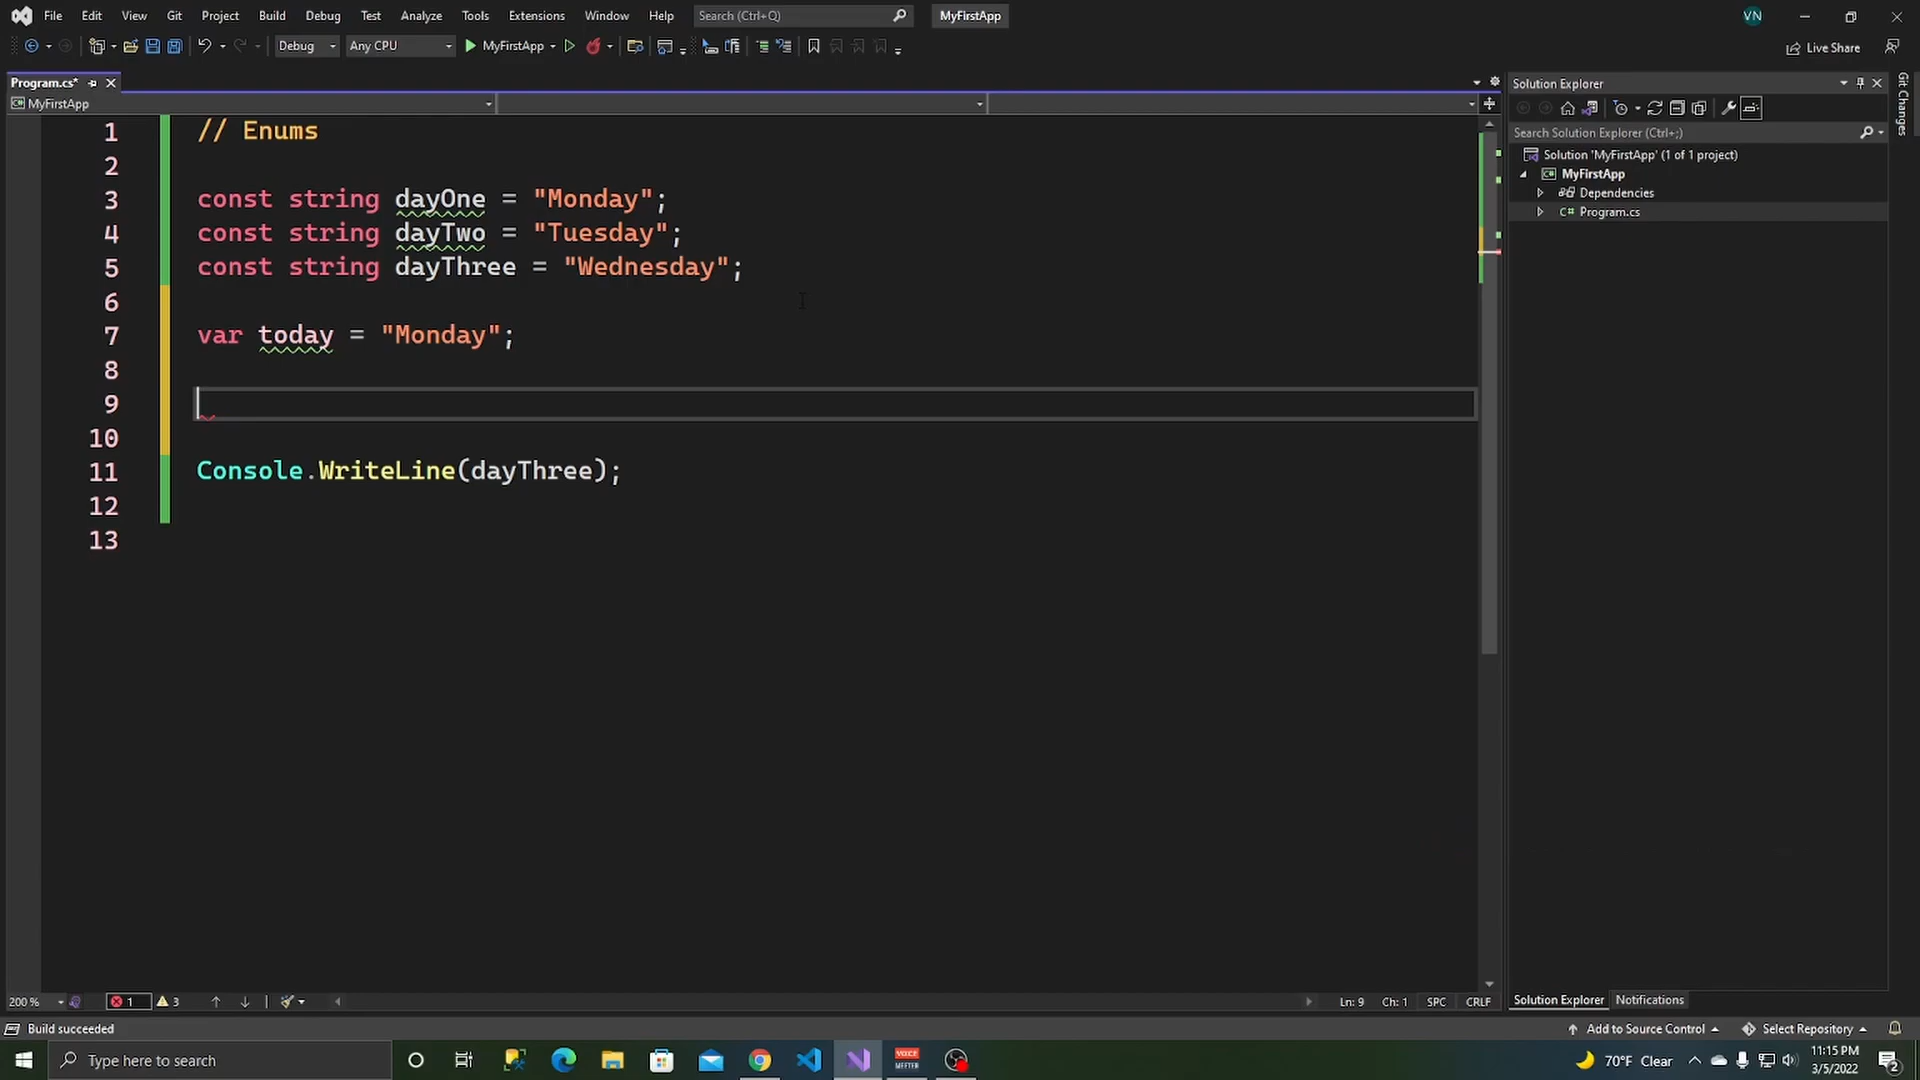 File Edit View Git Project Build Debug Test Analyze Tools Extensions Window Help Search (Ctrl+Q) MyFirstApp VN
Debug Any CPU MyFirstApp Live Share
Program.cs*
MyFirstApp
1 // Enums
2
3 const string dayOne = "Monday";
4 const string dayTwo = "Tuesday";
5 const string dayThree = "Wednesday";
6
7 var today = "Monday";
8
9
10
11 Console.WriteLine(dayThree);
12
13
Solution Explorer
Search Solution Explorer (Ctrl+;)
Solution 'MyFirstApp' (1 of 1 project)
MyFirstApp
Dependencies
C# Program.cs
Git Changes
200 % 1 3 Ln: 9 Ch: 1 SPC CRLF
Solution Explorer Notifications
Build succeeded Add to Source Control Select Repository
Type here to search
VOICE
MEETER
70°F Clear
11:15 PM
3/5/2022
2